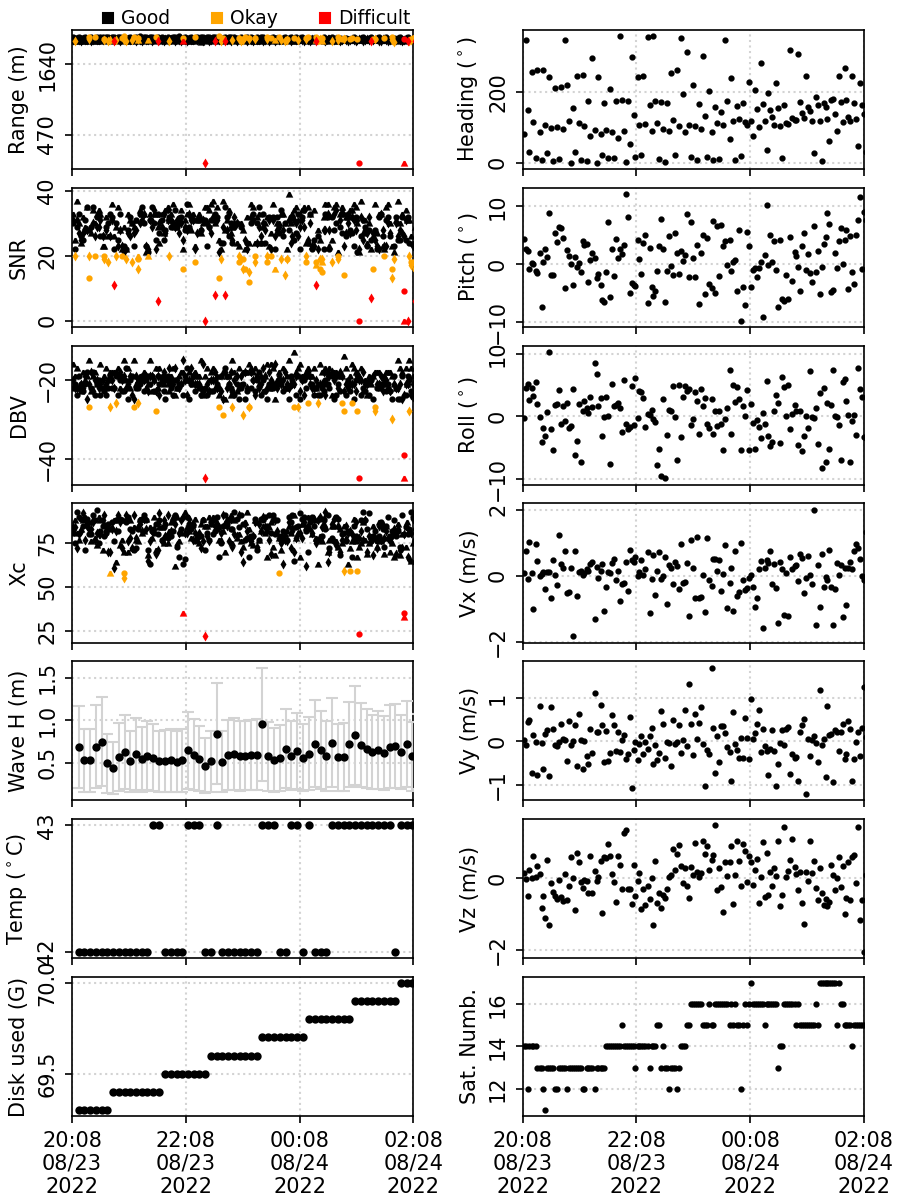 Good Okay Difficult
Range (m)
1640
470
Heading (°)
200
0
SNR
40
20
0
Pitch (°)
10
0
−10
DBV
−20
−40
Roll (°)
10
0
−10
Xc
75
50
25
Vx (m/s)
2
0
−2
Wave H (m)
1.5
1.0
0.5
Vy (m/s)
1
0
−1
Temp (°C)
43
42
Vz (m/s)
0
−2
Disk used (G)
70.0
69.5
Sat. Numb.
16
14
12
20:08 22:08 00:08 02:08
08/23 08/23 08/24 08/24
2022 2022 2022 2022
20:08 22:08 00:08 02:08
08/23 08/23 08/24 08/24
2022 2022 2022 2022